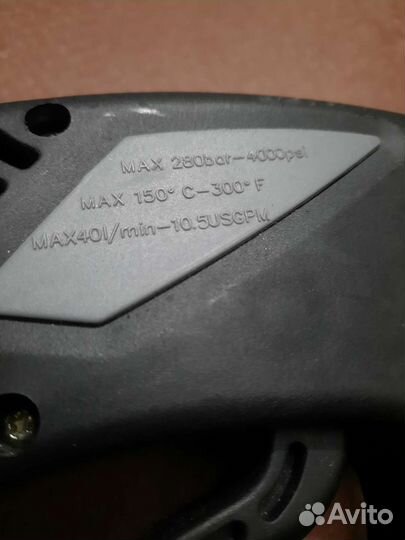 MAX 280bar-4000psi
MAX 150° C-300° F
MAX40l/min-10.5USGPM
Avito